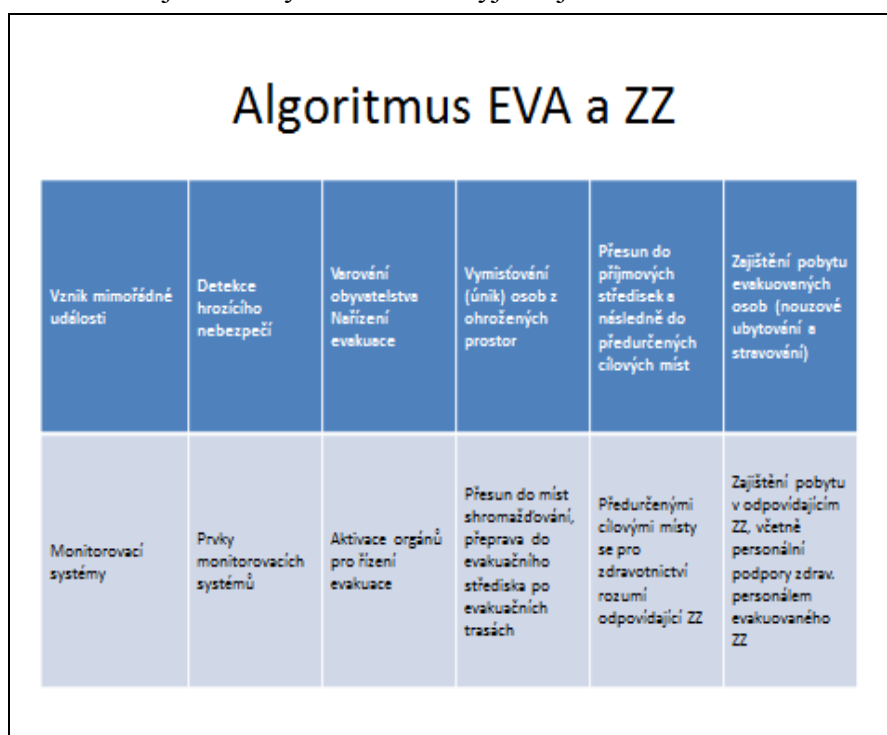 Algoritmus EVA a ZZ
Vznik mimořádné
události
Detekce
hrozícího
nebezpečí
Varování
obyvatelstva
Nařízení
evakuace
Vymisťování
(únik) osob z
ohrožených
prostor
Přesun do
příjmových
středisek a
následně do
předurčených
cílových míst
Zajištění pobytu
evakuovaných
osob (nouzové
ubytování a
stravování)
Monitorovací
systémy
Prvky
monitorovacích
systémů
Aktivace orgánů
pro řízení
evakuace
Přesun do míst
shromažďování,
přeprava do
evakuačního
střediska po
evakuačních
trasách
Předurčenými
cílovými místy
se pro
zdravotnictví
rozumí
odpovídající ZZ
Zajištění pobytu
v odpovídajícím
ZZ, včetně
personální
podpory zdrav.
personálem
evakuovaného
ZZ